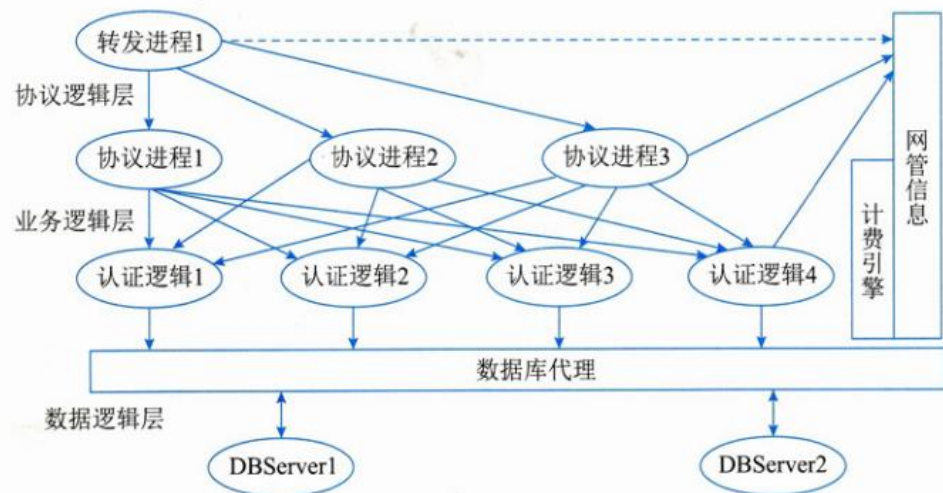 转发进程1
协议逻辑层
协议进程1
协议进程2
协议进程3
网管信息
计费引擎
业务逻辑层
认证逻辑1
认证逻辑2
认证逻辑3
认证逻辑4
数据库代理
数据逻辑层
DBServer1
DBServer2